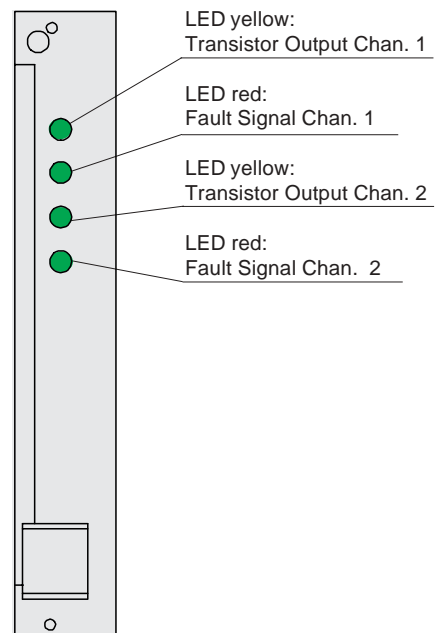 LED yellow:
Transistor Output Chan. 1
LED red:
Fault Signal Chan. 1
LED yellow:
Transistor Output Chan. 2
LED red:
Fault Signal Chan. 2